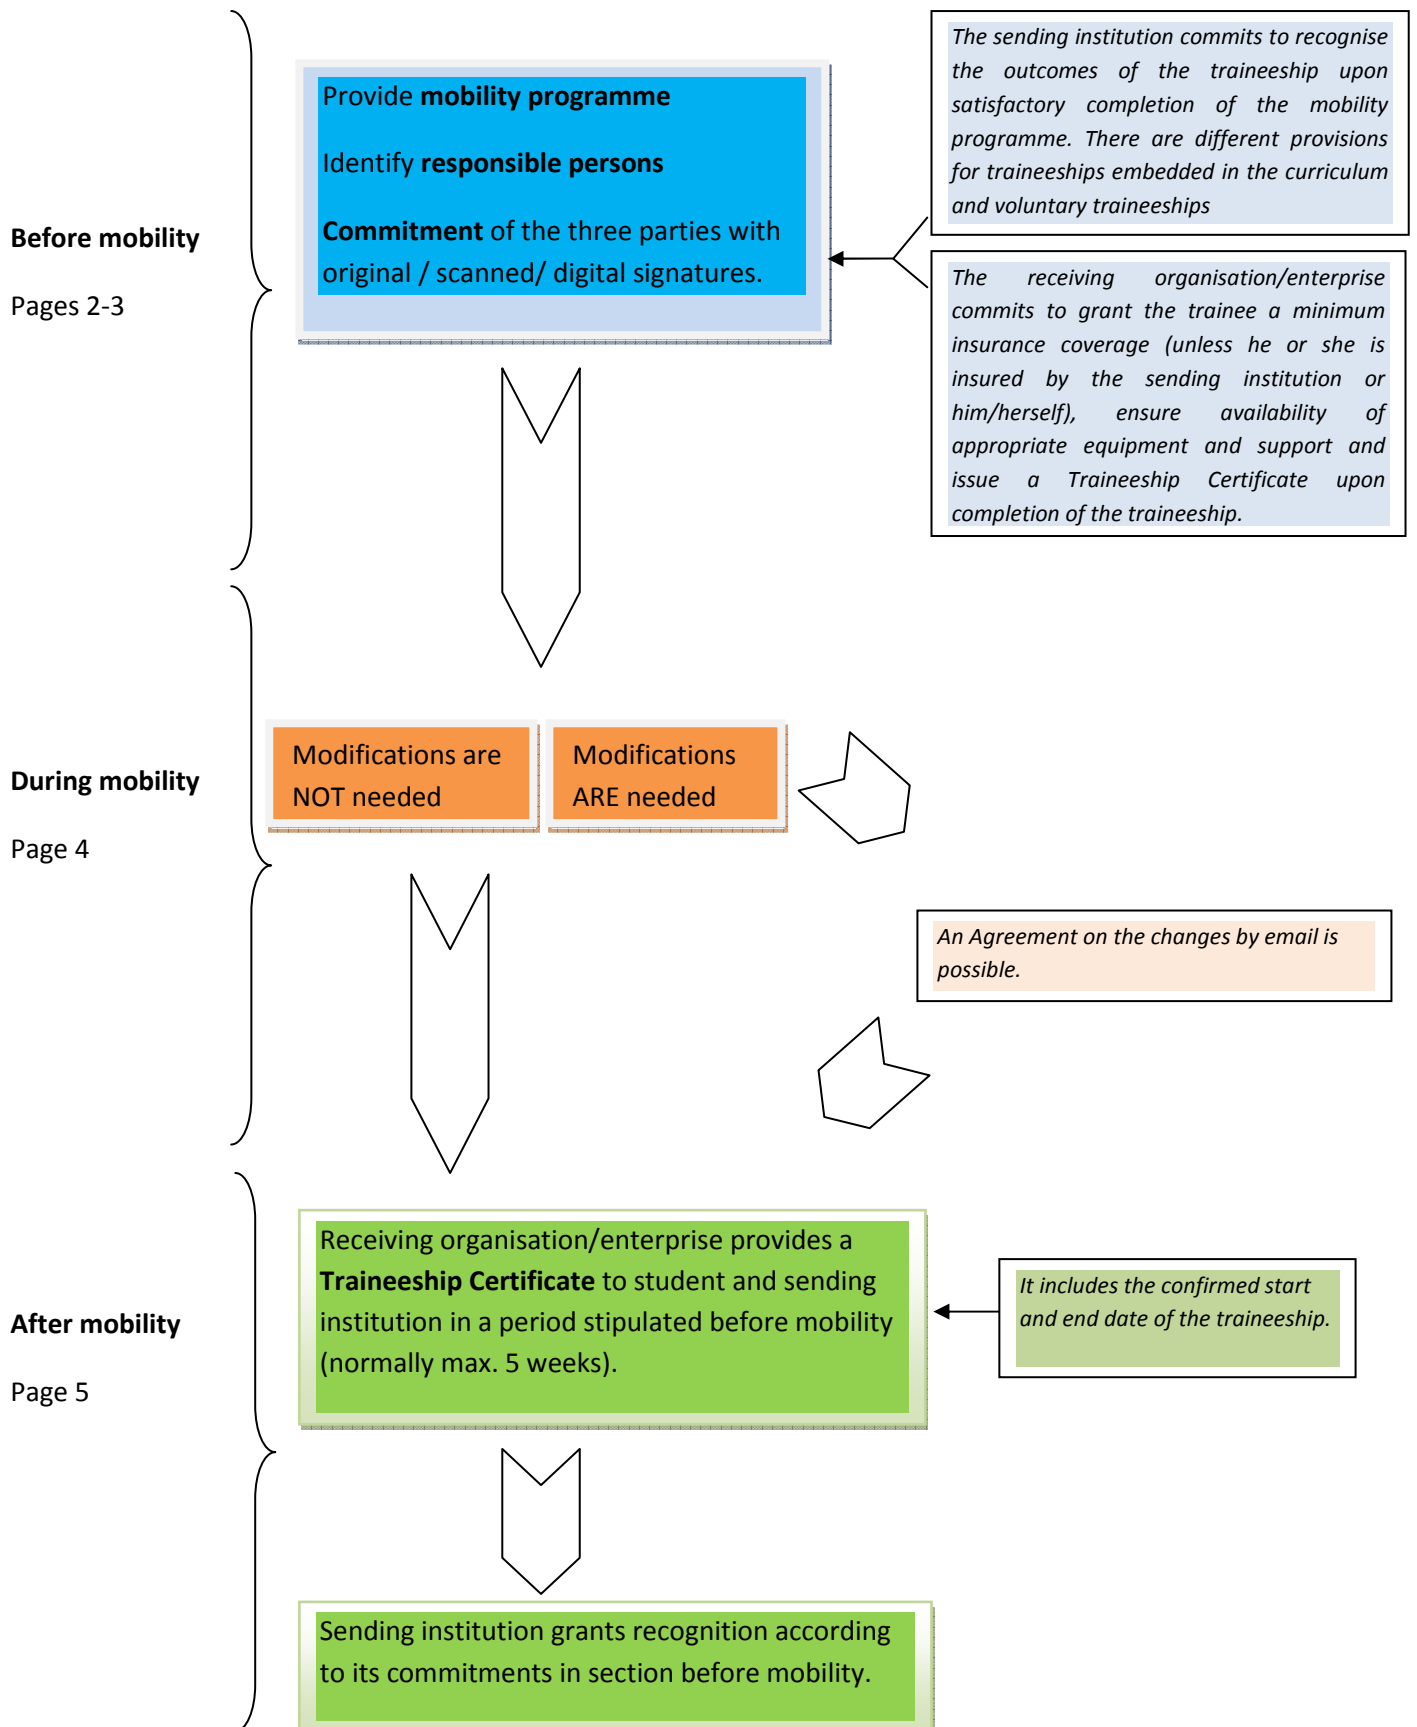 Before mobility
Pages 2-3
Provide mobility programme
Identify responsible persons
Commitment of the three parties with
original / scanned/ digital signatures.
The sending institution commits to recognise
the outcomes of the traineeship upon
satisfactory completion of the mobility
programme. There are different provisions
for traineeships embedded in the curriculum
and voluntary traineeships
The receiving organisation/enterprise
commits to grant the trainee a minimum
insurance coverage (unless he or she is
insured by the sending institution or
him/herself), ensure availability of
appropriate equipment and support and
issue a Traineeship Certificate upon
completion of the traineeship.
During mobility
Page 4
Modifications are
NOT needed
Modifications
ARE needed
An Agreement on the changes by email is
possible.
After mobility
Page 5
Receiving organisation/enterprise provides a
Traineeship Certificate to student and sending
institution in a period stipulated before mobility
(normally max. 5 weeks).
It includes the confirmed start
and end date of the traineeship.
Sending institution grants recognition according
to its commitments in section before mobility.